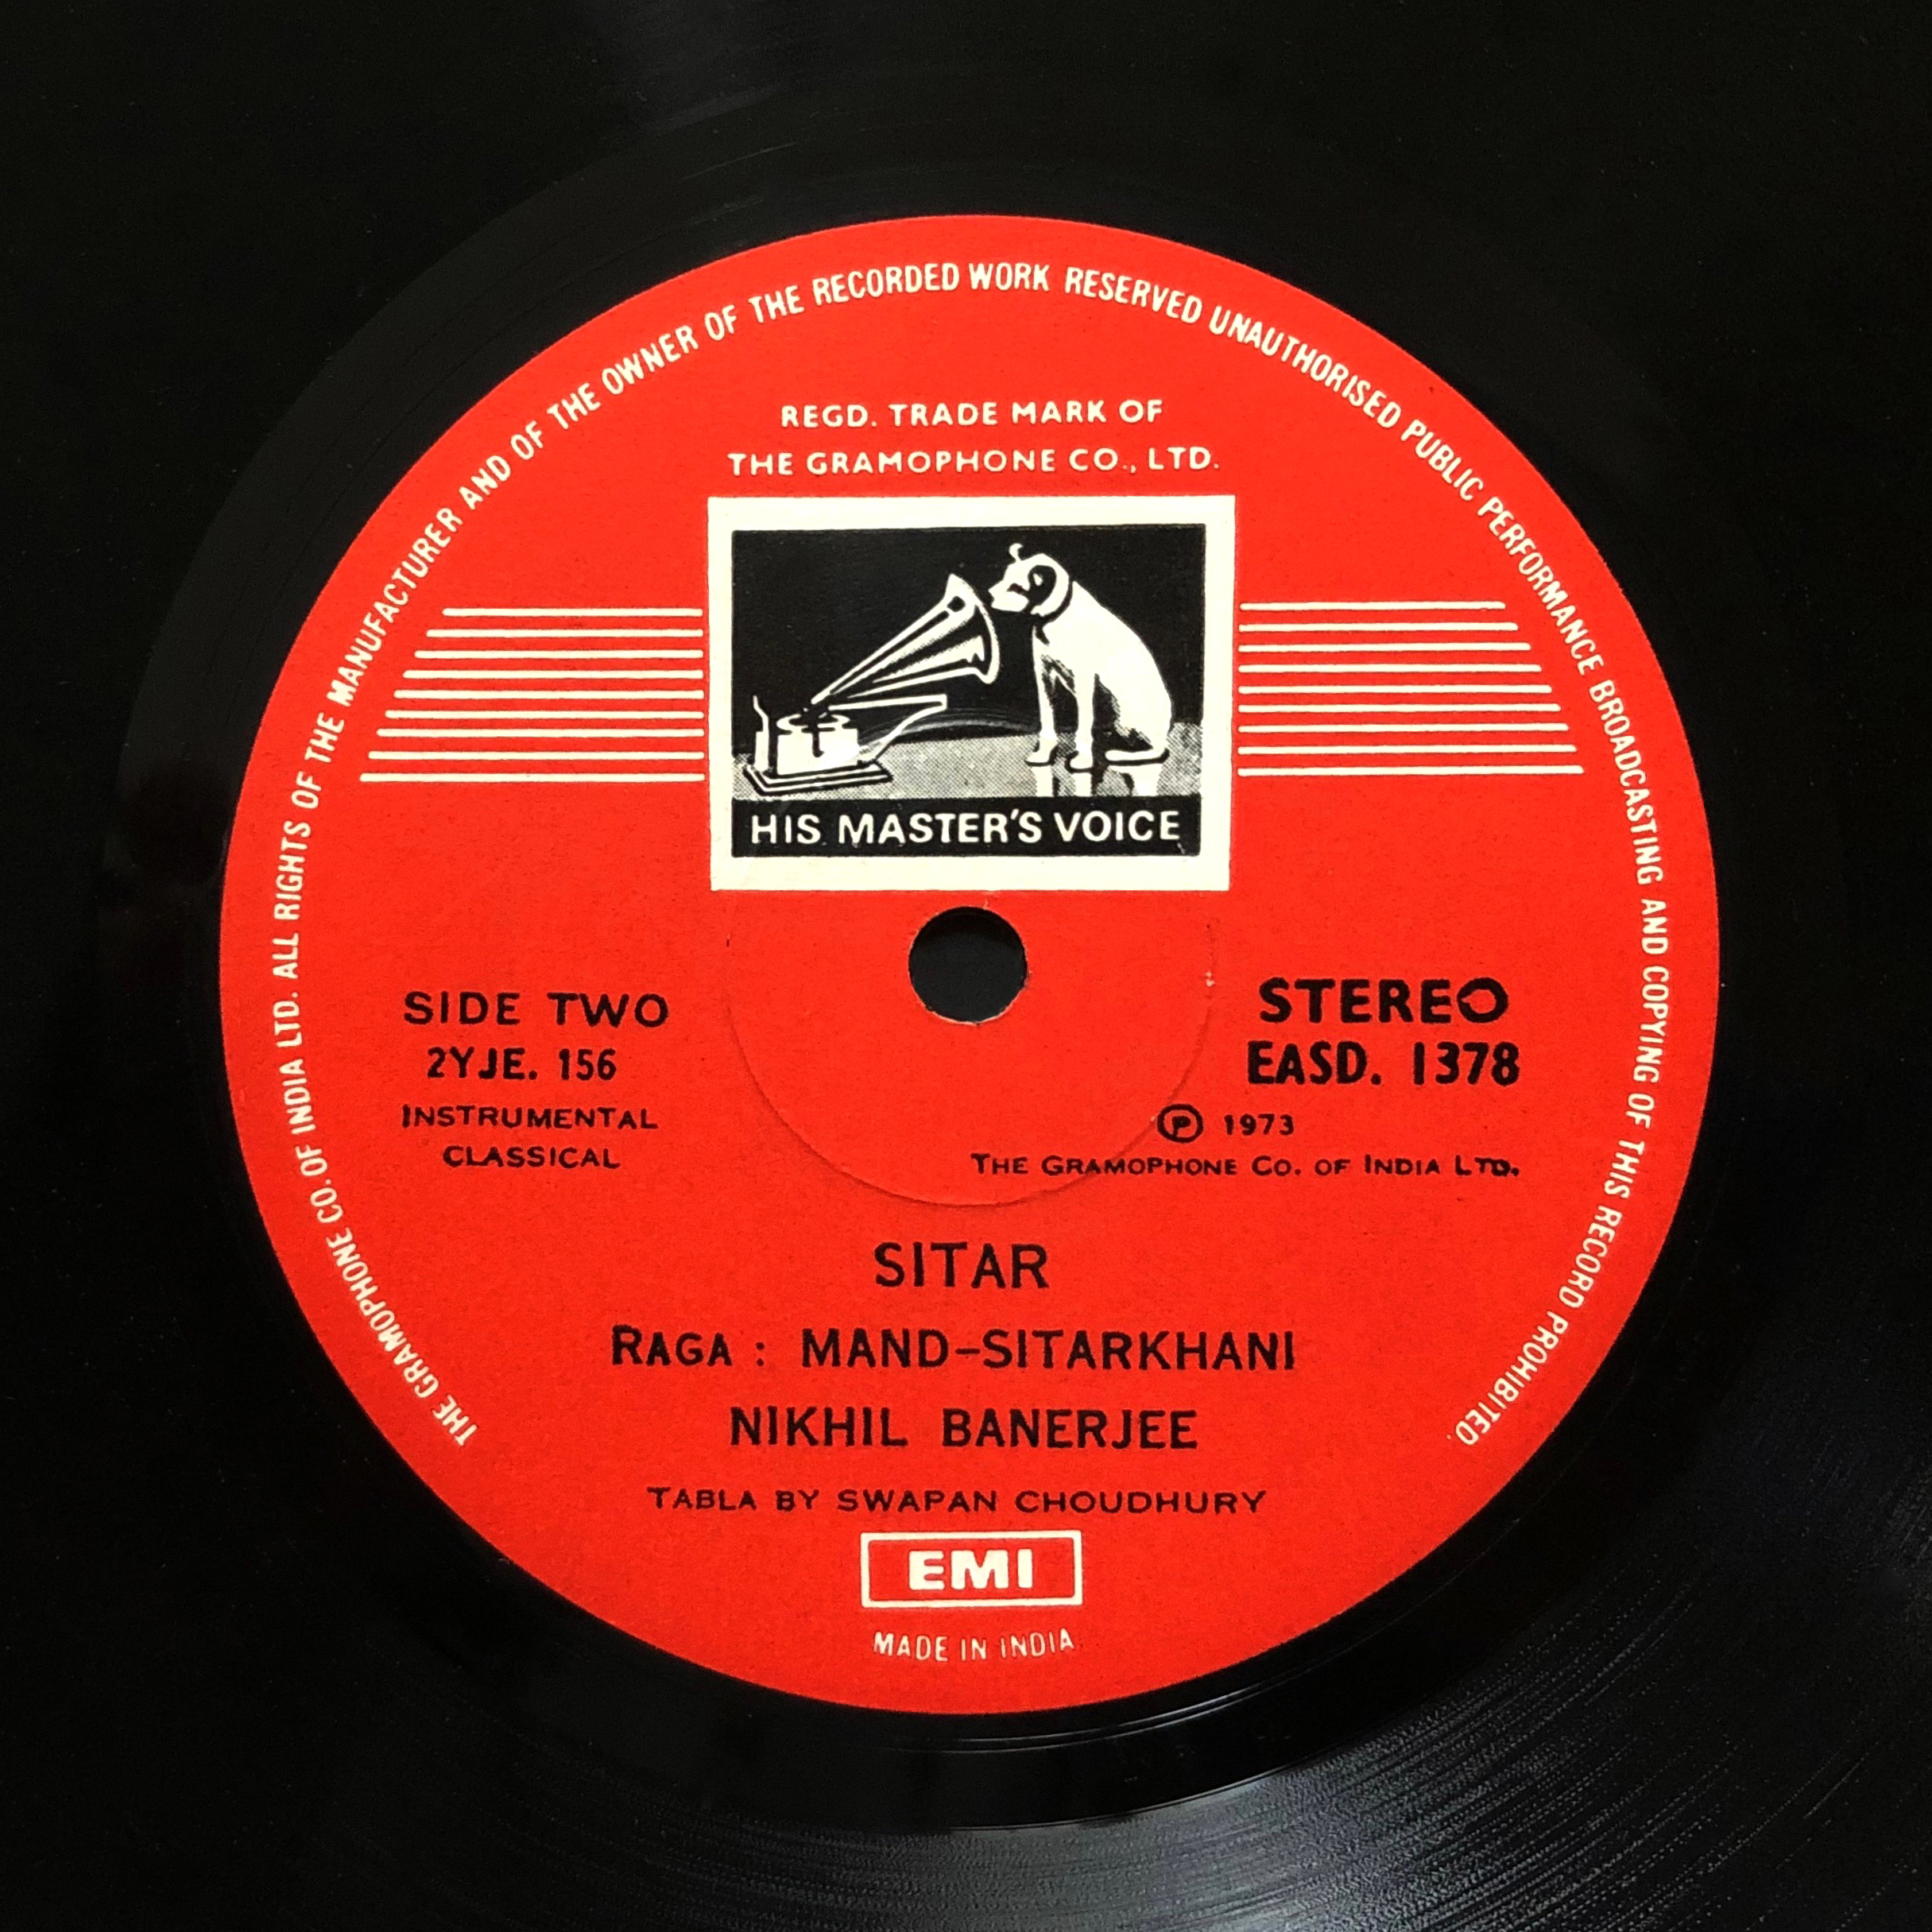 THE GRAMOPHONE CO. OF INDIA LTD. ALL RIGHTS OF THE MANUFACTURER AND OF THE OWNER OF THE RECORDED WORK RESERVED UNAUTHORISED PUBLIC PERFORMANCE BROADCASTING AND COPYING OF THIS RECORD PROHIBITED.
REGD. TRADE MARK OF
THE GRAMOPHONE CO., LTD.
HIS MASTER'S VOICE
SIDE TWO
2YJE. 156
INSTRUMENTAL
CLASSICAL
STEREO
EASD. 1378
Ⓟ 1973
THE GRAMOPHONE CO. OF INDIA LTD.
SITAR
RAGA : MAND-SITARKHANI
NIKHIL BANERJEE
TABLA BY SWAPAN CHOUDHURY
EMI
MADE IN INDIA